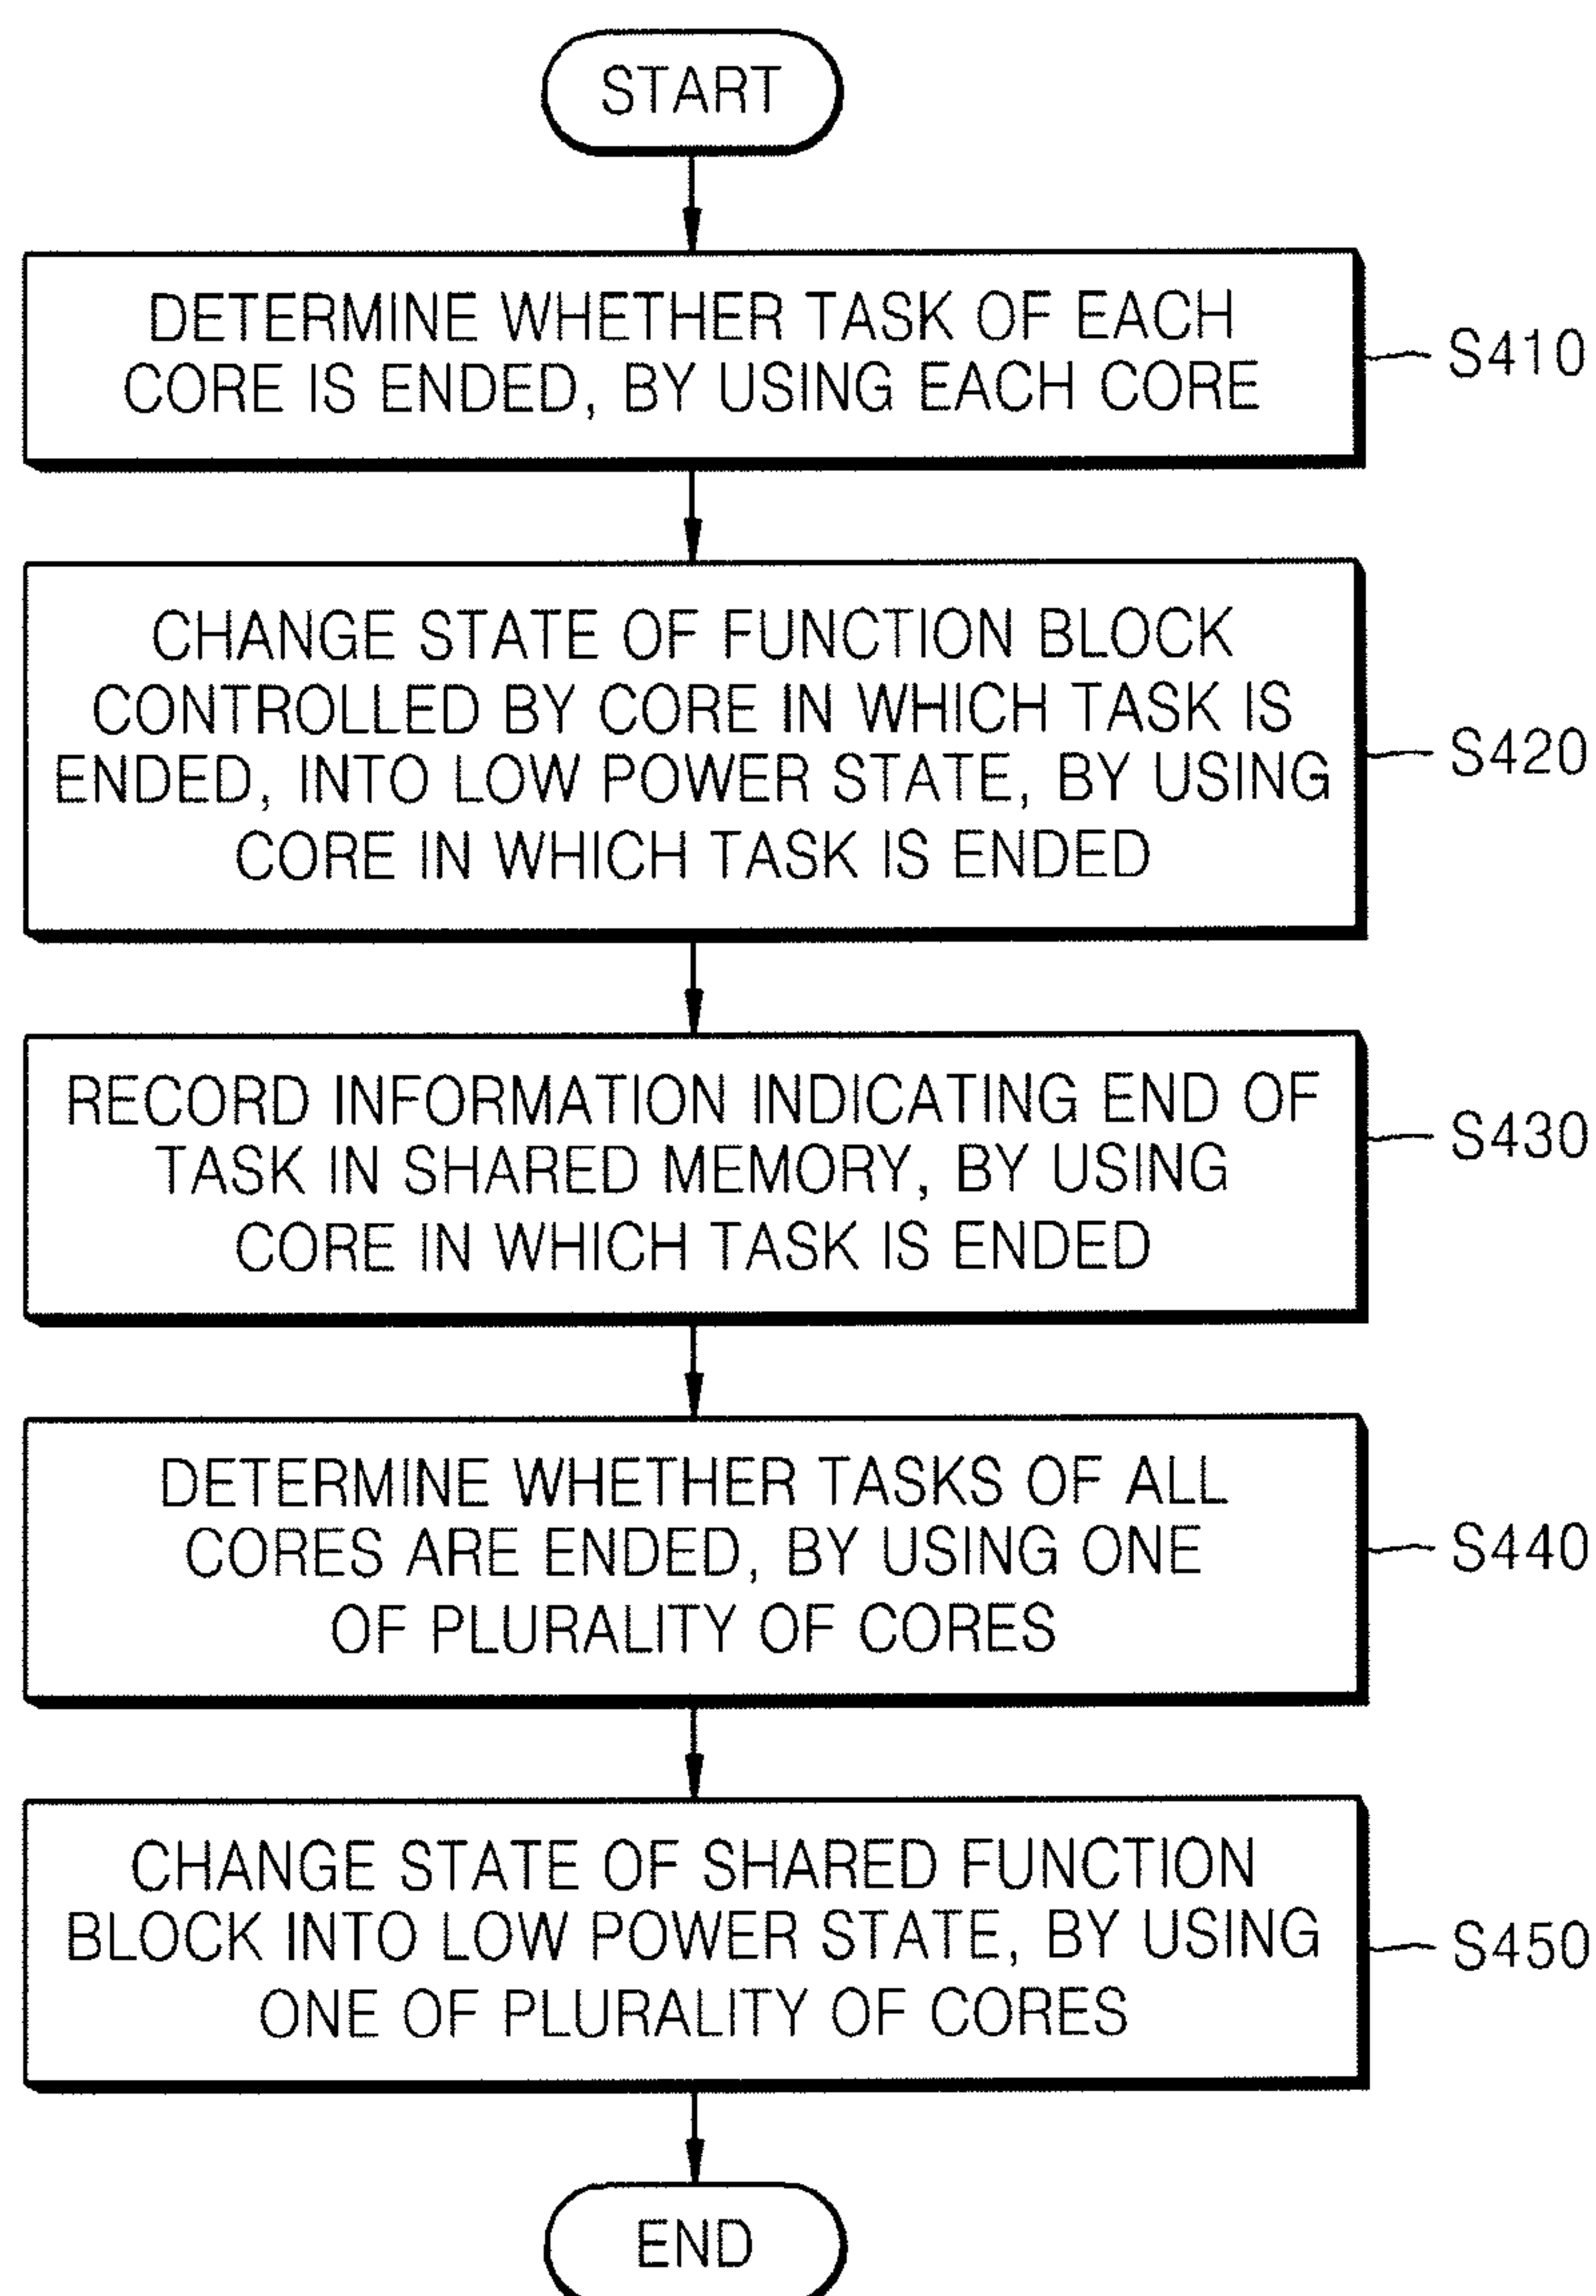 START
DETERMINE WHETHER TASK OF EACH
CORE IS ENDED, BY USING EACH CORE
S410
CHANGE STATE OF FUNCTION BLOCK
CONTROLLED BY CORE IN WHICH TASK IS
ENDED, INTO LOW POWER STATE, BY USING
CORE IN WHICH TASK IS ENDED
S420
RECORD INFORMATION INDICATING END OF
TASK IN SHARED MEMORY, BY USING
CORE IN WHICH TASK IS ENDED
S430
DETERMINE WHETHER TASKS OF ALL
CORES ARE ENDED, BY USING ONE
OF PLURALITY OF CORES
S440
CHANGE STATE OF SHARED FUNCTION
BLOCK INTO LOW POWER STATE, BY USING
ONE OF PLURALITY OF CORES
S450
END